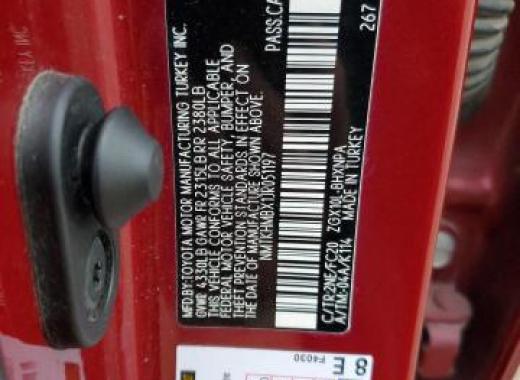 MFD.BY:TOYOTA MOTOR MANUFACTURING TURKEY INC.
GVWR 4330LB GAWR FR 2315LB RR 2380LB
THIS VEHICLE CONFORMS TO ALL APPLICABLE
FEDERAL MOTOR VEHICLE SAFETY, BUMPER, AND
THEFT PREVENTION STANDARDS IN EFFECT ON
THE DATE OF MANUFACTURE SHOWN ABOVE.
PASS.CA
267
C/TR:2NE/FC20
ZGX10L-BHXNPA
A/TM:-04A/K114
MADE IN TURKEY
8E
F4030